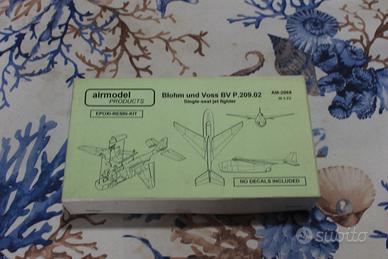 airmodel
PRODUCTS
EPOXI-RESIN-KIT
Blohm und Voss BV P.209.02
Single-seat jet fighter
AM-2069
M 1:72
NO DECALS INCLUDED
subito